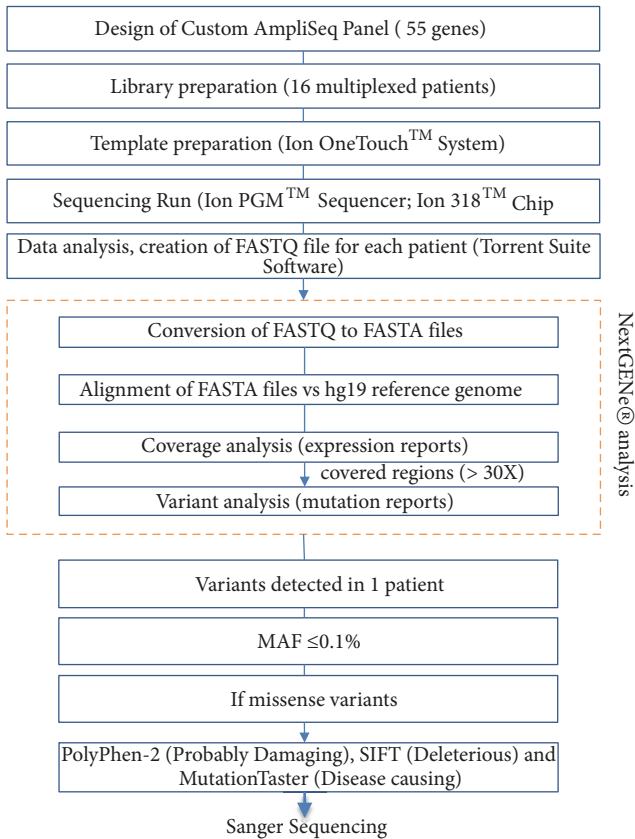 Design of Custom AmpliSeq Panel ( 55 genes)
Library preparation (16 multiplexed patients)
Template preparation (Ion OneTouch™ System)
Sequencing Run (Ion PGM™ Sequencer; Ion 318™ Chip
Data analysis, creation of FASTQ file for each patient (Torrent Suite
Software)
Conversion of FASTQ to FASTA files
Alignment of FASTA files vs hg19 reference genome
Coverage analysis (expression reports)
covered regions (> 30X)
Variant analysis (mutation reports)
NextGENe® analysis
Variants detected in 1 patient
MAF ≤0.1%
If missense variants
PolyPhen-2 (Probably Damaging), SIFT (Deleterious) and
MutationTaster (Disease causing)
Sanger Sequencing